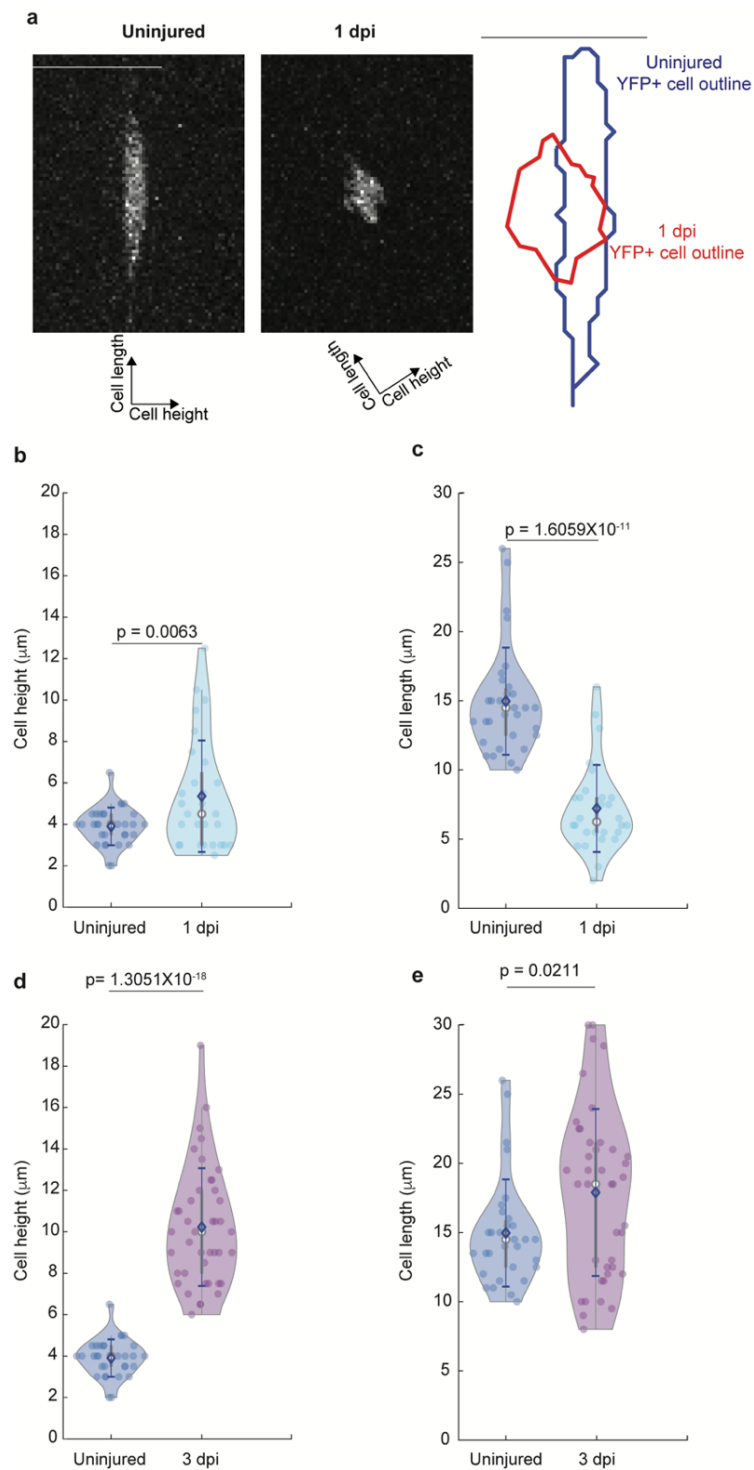 a
Uninjured
1 dpi
Uninjured
YFP+ cell outline
1 dpi
YFP+ cell outline
Cell length
Cell height
Cell length
Cell height
b
20
18
16
14
12
10
8
6
4
2
0
Cell height (μm)
p = 0.0063
Uninjured
1 dpi
c
30
25
20
15
10
5
0
Cell length (μm)
p = 1.6059X10⁻¹¹
Uninjured
1 dpi
d
20
18
16
14
12
10
8
6
4
2
0
Cell height (μm)
p= 1.3051X10⁻¹⁸
Uninjured
3 dpi
e
30
25
20
15
10
5
0
Cell length (μm)
p = 0.0211
Uninjured
3 dpi